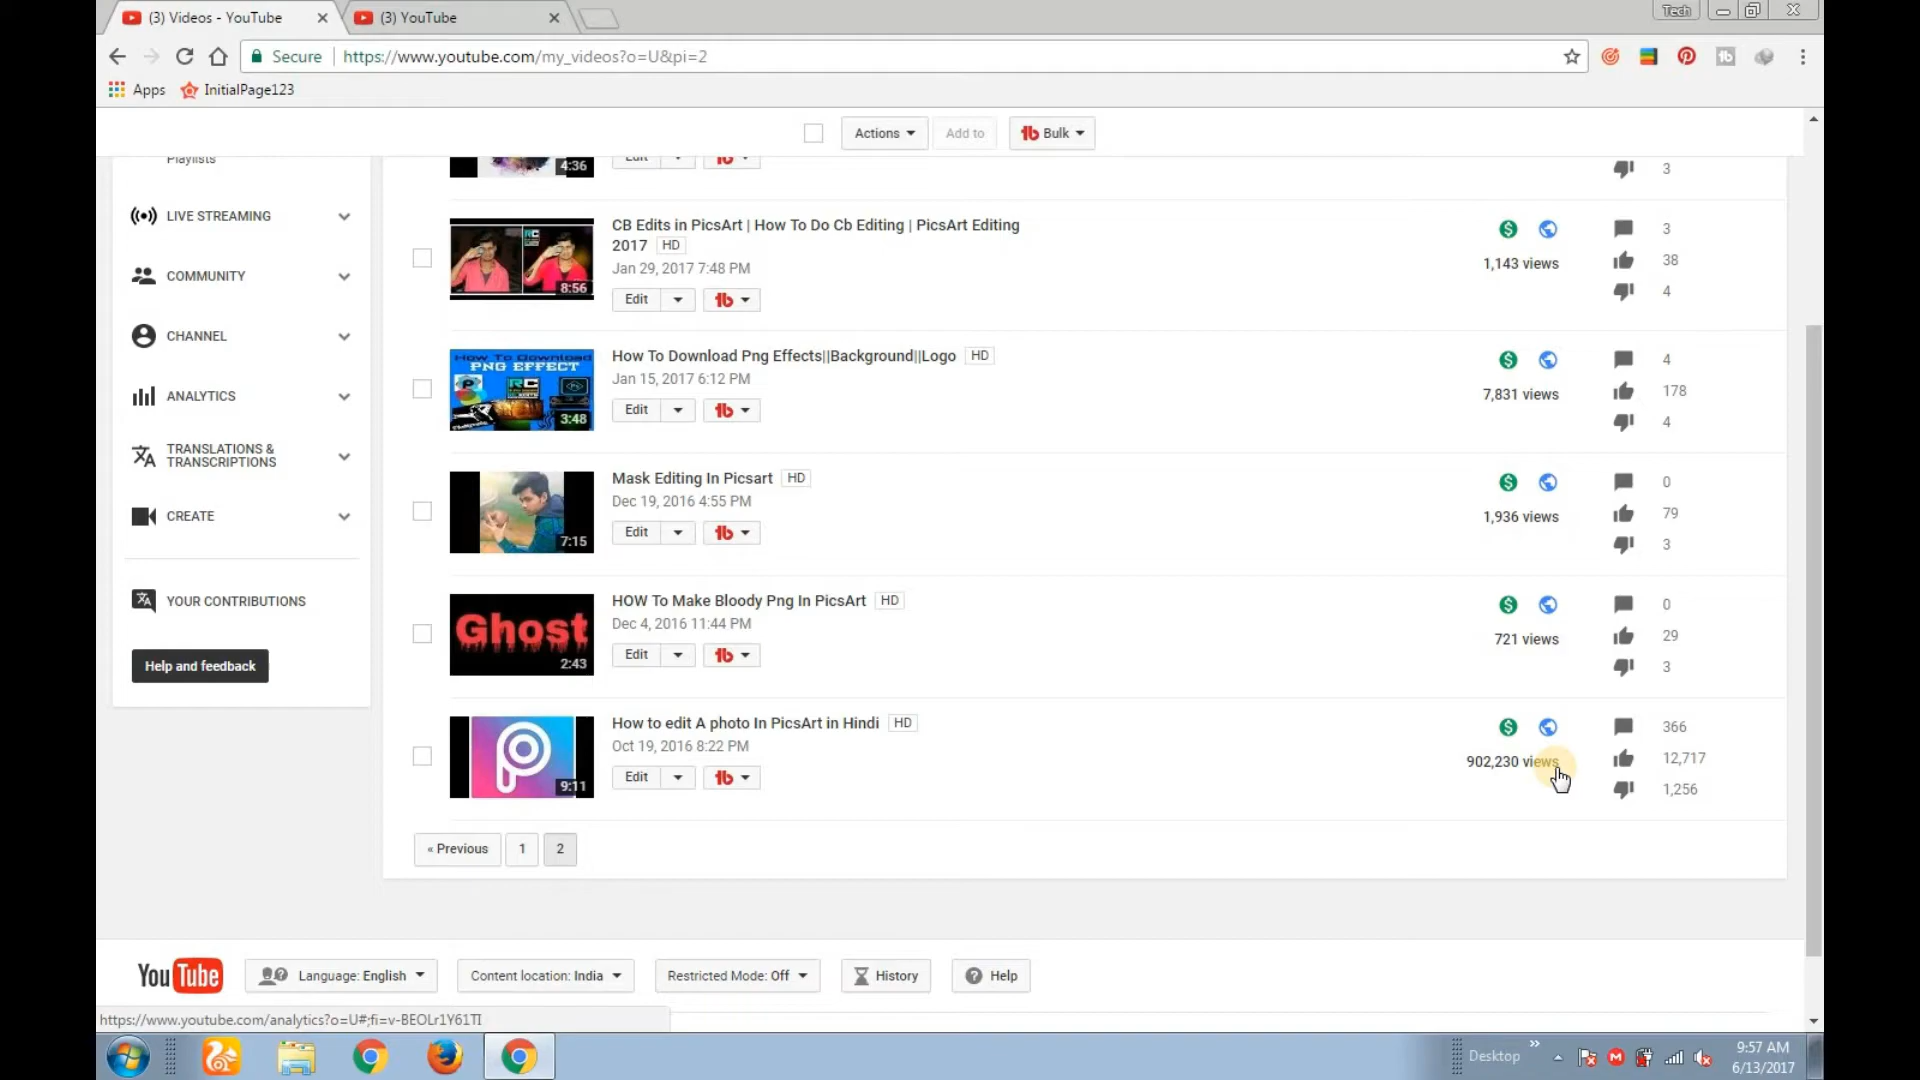 (3) Videos - YouTube
(3) YouTube
Tech
Secure
https://www.youtube.com/my_videos?o=U&pi=2
Apps
InitialPage123
Actions
Add to
Bulk
Playlists
4:36
Edit
3
LIVE STREAMING
CB Edits in PicsArt | How To Do Cb Editing | PicsArt Editing
2017 HD
Jan 29, 2017 7:48 PM
Edit
8:56
1,143 views
3
38
4
COMMUNITY
CHANNEL
How To Download Png Effects||Background||Logo HD
Jan 15, 2017 6:12 PM
Edit
How To Download
PNG EFFECT
3:48
7,831 views
4
178
4
ANALYTICS
TRANSLATIONS &
TRANSCRIPTIONS
Mask Editing In Picsart HD
Dec 19, 2016 4:55 PM
Edit
7:15
1,936 views
0
79
3
CREATE
YOUR CONTRIBUTIONS
HOW To Make Bloody Png In PicsArt HD
Dec 4, 2016 11:44 PM
Edit
Ghost
2:43
721 views
0
29
3
Help and feedback
How to edit A photo In PicsArt in Hindi HD
Oct 19, 2016 8:22 PM
Edit
9:11
902,230 views
366
12,717
1,256
« Previous
1
2
YouTube
Language: English
Content location: India
Restricted Mode: Off
History
Help
https://www.youtube.com/analytics?o=U#;fi=v-BEOLr1Y61TI
Desktop
9:57 AM
6/13/2017